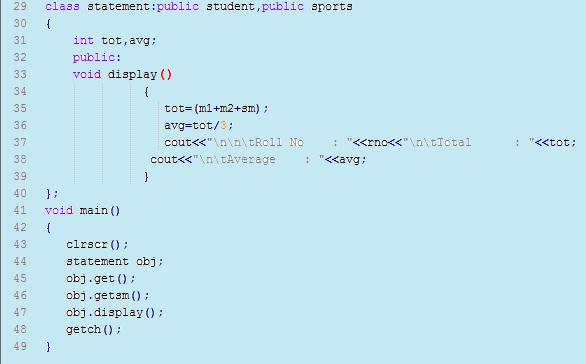 29 class statement:public student,public sports
30 {
31 int tot,avg;
32 public:
33 void display()
34 {
35 tot=(m1+m2+sm);
36 avg=tot/3;
37 cout<<"\n\n\tRoll No    : "<<rno<<"\n\tTotal      : "<<tot;
38 cout<<"\n\tAverage    : "<<avg;
39 }
40 };
41 void main()
42 {
43 clrscr();
44 statement obj;
45 obj.get();
46 obj.getsm();
47 obj.display();
48 getch();
49 }